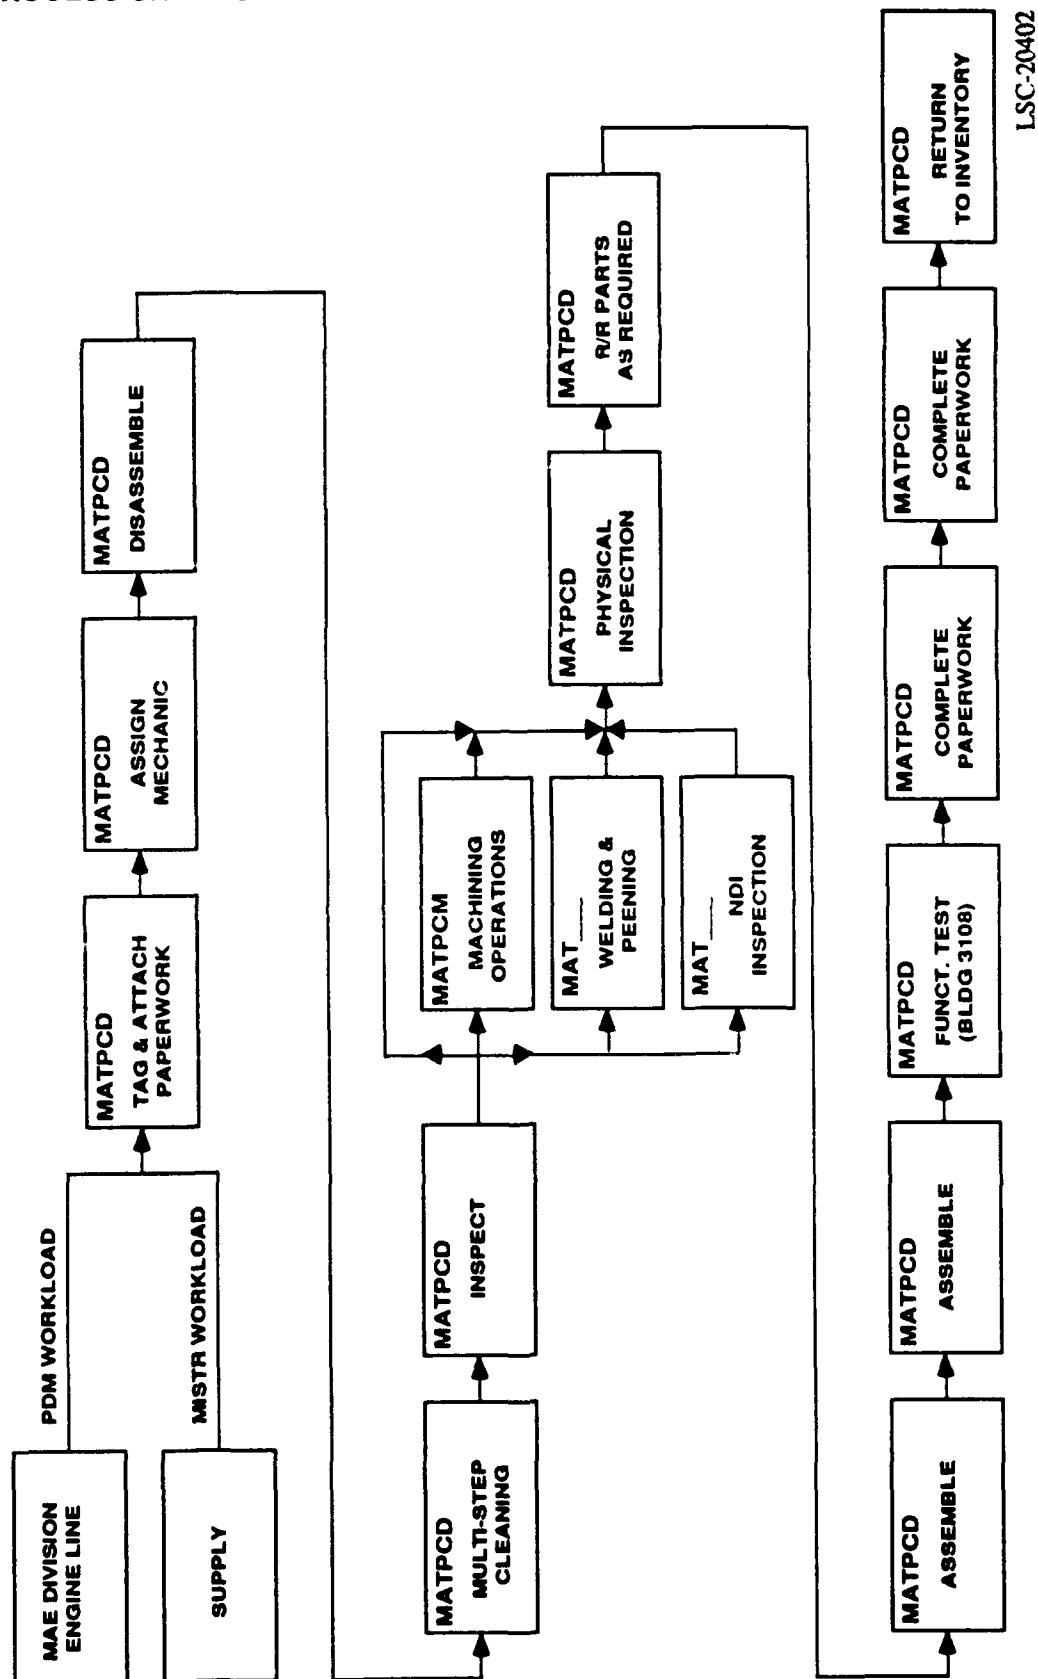 MAE DIVISION
ENGINE LINE
SUPPLY
PDM WORKLOAD
MISTR WORKLOAD
MATPCD
TAG & ATTACH
PAPERWORK
MATPCD
ASSIGN
MECHANIC
MATPCD
DISASSEMBLE
MATPCD
MULTI-STEP
CLEANING
MATPCD
INSPECT
MATPCM
MACHINING
OPERATIONS
MAT___
WELDING &
PEENING
MAT___
NDI
INSPECTION
MATPCD
PHYSICAL
INSPECTION
MATPCD
R/R PARTS
AS REQUIRED
MATPCD
ASSEMBLE
MATPCD
ASSEMBLE
MATPCD
FUNCT. TEST
(BLDG 3108)
MATPCD
COMPLETE
PAPERWORK
MATPCD
COMPLETE
PAPERWORK
MATPCD
RETURN
TO INVENTORY
LSC-20402